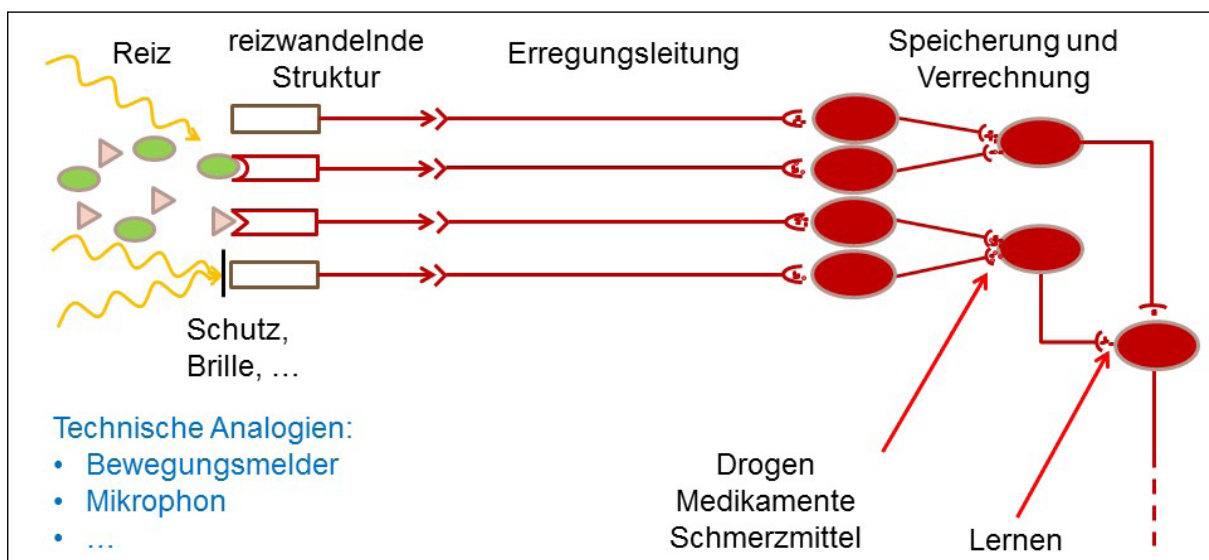 Reiz
reizwandelnde
Struktur
Erregungsleitung
Speicherung und
Verrechnung
Schutz,
Brille, …
Technische Analogien:
• Bewegungsmelder
• Mikrophon
• …
Drogen
Medikamente
Schmerzmittel
Lernen